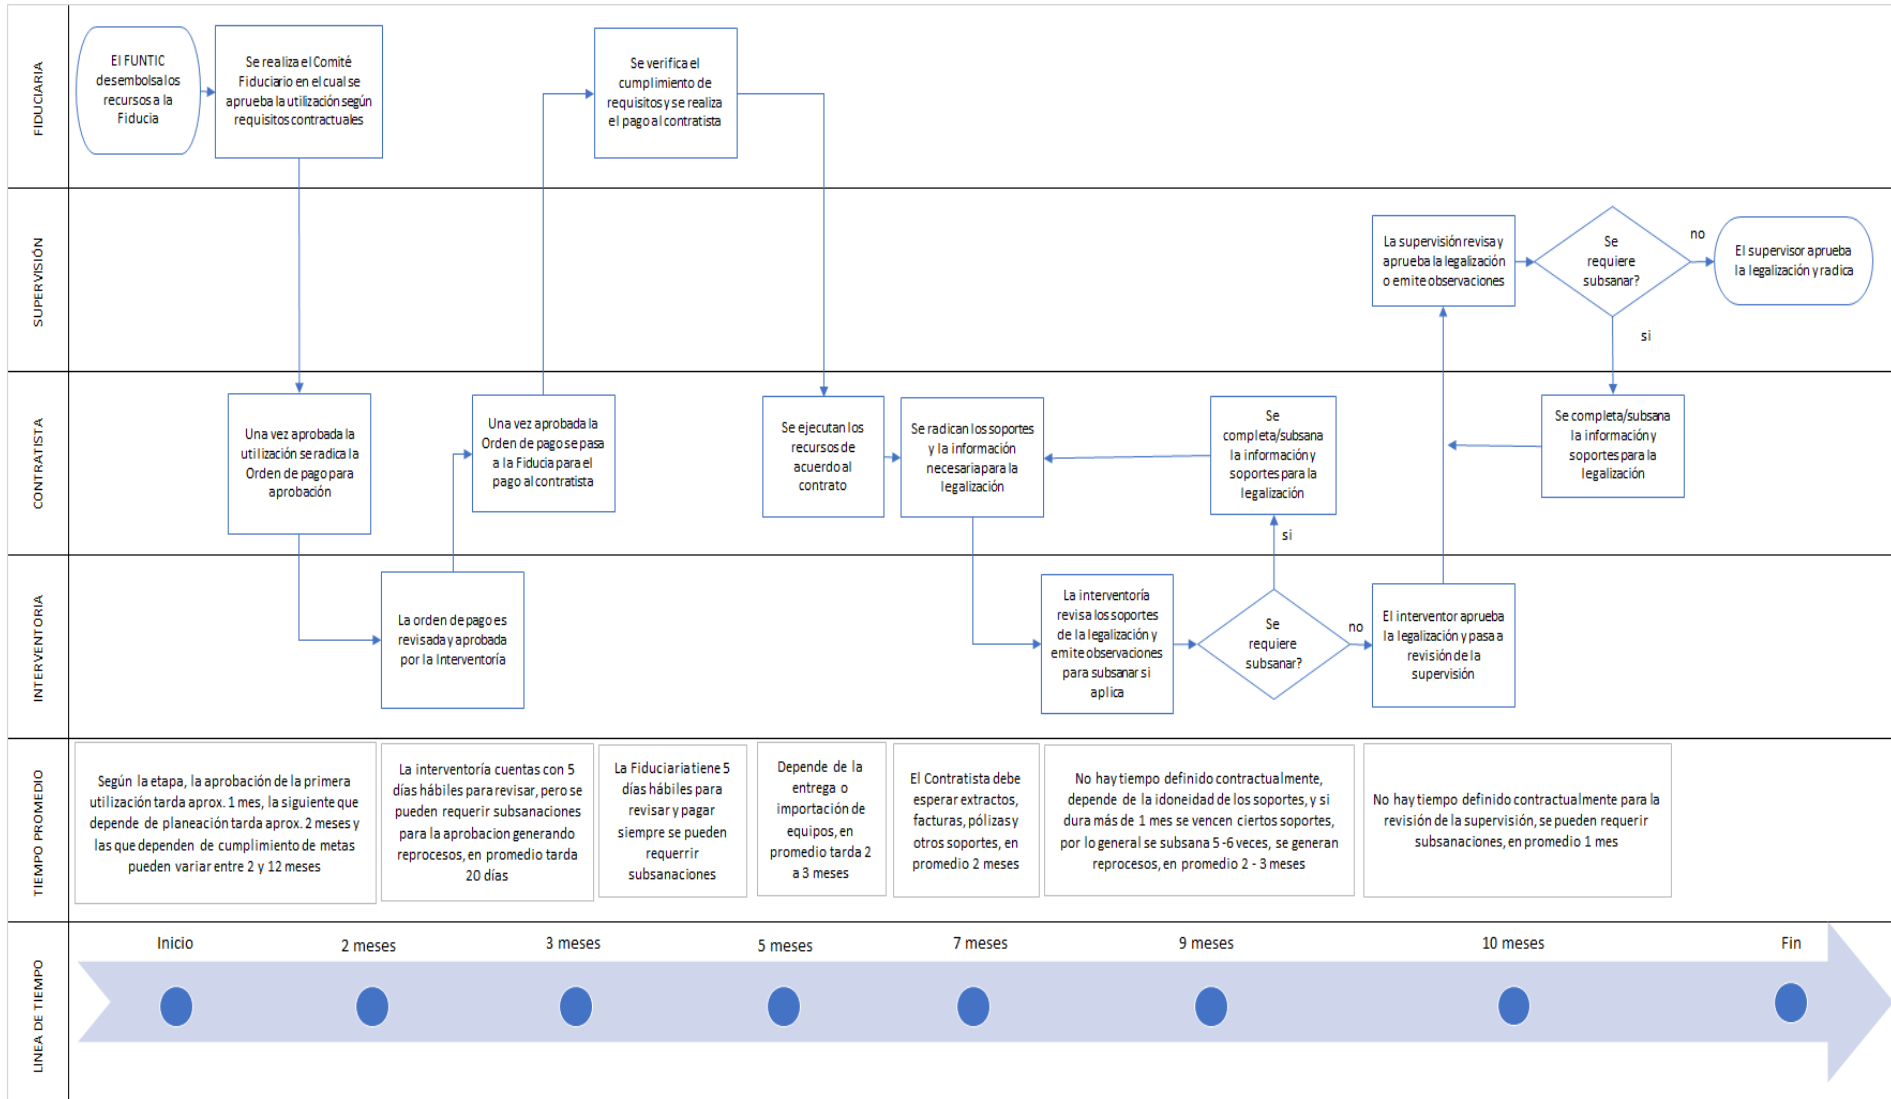 FIDUCIARIA
El FUNTIC
desembolsa los
recursos a la
Fiducia
Se realiza el Comité
Fiduciario en el cual se
aprueba la utilización según
requisitos contractuales
Se verifica el
cumplimiento de
requisitos y se realiza
el pago al contratista
SUPERVISIÓN
La supervisión revisa y
aprueba la legalización
o emite observaciones
Se
requiere
subsanar?
no
El supervisor aprueba
la legalización y radica
si
CONTRATISTA
Una vez aprobada la
utilización se radica la
Orden de pago para
aprobación
Una vez aprobada la
Orden de pago se pasa
a la Fiducia para el
pago al contratista
Se ejecutan los
recursos de
acuerdo al
contrato
Se radican los soportes
y la información
necesaria para la
legalización
Se
completa/subsana
la información y
soportes para la
legalización
Se completa/subsana
la información y
soportes para la
legalización
si
INTERVENTORIA
La orden de pago es
revisada y aprobada
por la Interventoría
La interventoría
revisa los soportes
de la legalización y
emite observaciones
para subsanar si
aplica
Se
requiere
subsanar?
no
El interventor aprueba
la legalización y pasa a
revisión de la
supervisión
TIEMPO PROMEDIO
Según la etapa, la aprobación de la primera
utilización tarda aprox. 1 mes, la siguiente que
depende de planeación tarda aprox. 2 meses y
las que dependen de cumplimiento de metas
pueden variar entre 2 y 12 meses
La interventoría cuentas con 5
días hábiles para revisar, pero se
pueden requerir subsanaciones
para la aprobacion generando
reprocesos, en promedio tarda
20 días
La Fiduciaria tiene 5
días hábiles para
revisar y pagar
siempre se pueden
requerrir
subsanaciones
Depende de la
entrega o
importación de
equipos, en
promedio tarda 2
a 3 meses
El Contratista debe
esperar extractos,
facturas, pólizas y
otros soportes, en
promedio 2 meses
No hay tiempo definido contractualmente,
depende de la idoneidad de los soportes, y si
dura más de 1 mes se vencen ciertos soportes,
por lo general se subsana 5 -6 veces, se generan
reprocesos, en promedio 2 - 3 meses
No hay tiempo definido contractualmente para la
revisión de la supervisión, se pueden requerir
subsanaciones, en promedio 1 mes
LINEA DE TIEMPO
Inicio
2 meses
3 meses
5 meses
7 meses
9 meses
10 meses
Fin